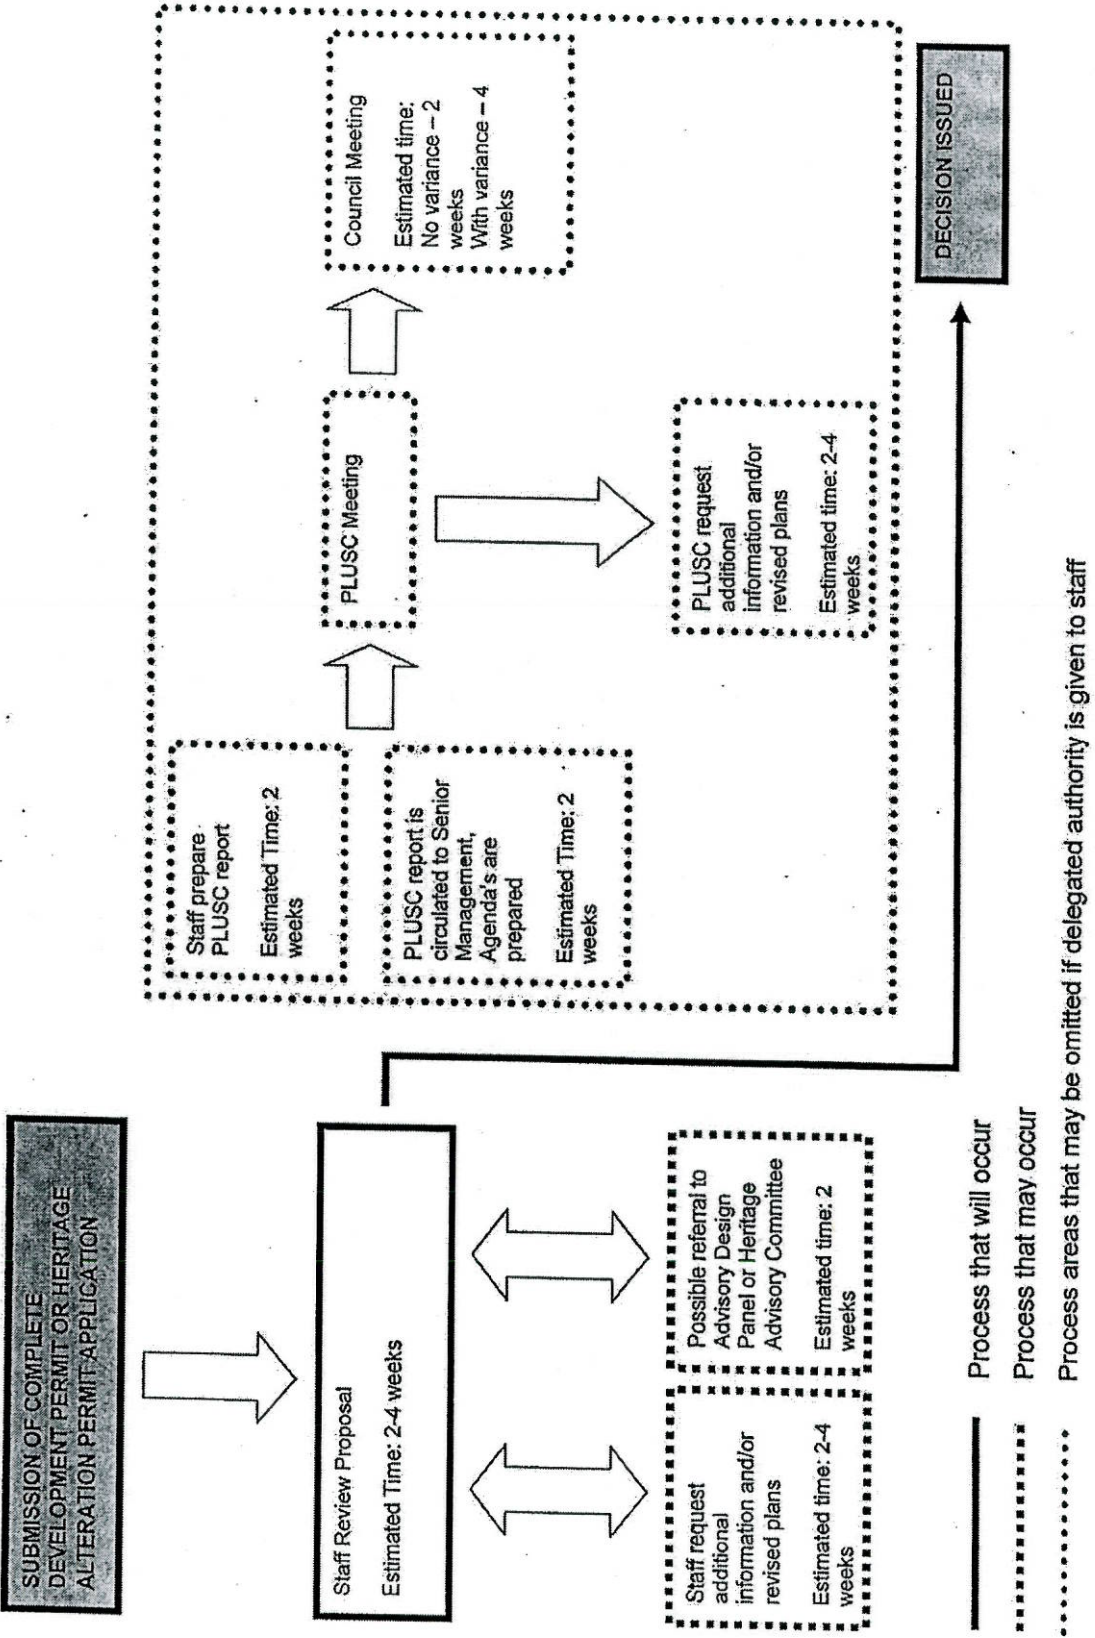 SUBMISSION OF COMPLETE
DEVELOPMENT PERMIT OR HERITAGE
ALTERATION PERMIT APPLICATION
Staff Review Proposal
Estimated Time: 2-4 weeks
Staff request
additional
information and/or
revised plans
Estimated time: 2-4
weeks
Possible referral to
Advisory Design
Panel or Heritage
Advisory Committee
Estimated time: 2
weeks
Staff prepare
PLUSC report
Estimated Time: 2
weeks
PLUSC report is
circulated to Senior
Management,
Agenda's are
prepared
Estimated Time: 2
weeks
PLUSC Meeting
PLUSC request
additional
information and/or
revised plans
Estimated time: 2-4
weeks
Council Meeting
Estimated time:
No variance – 2
weeks
With variance – 4
weeks
DECISION ISSUED
Process that will occur
Process that may occur
Process areas that may be omitted if delegated authority is given to staff